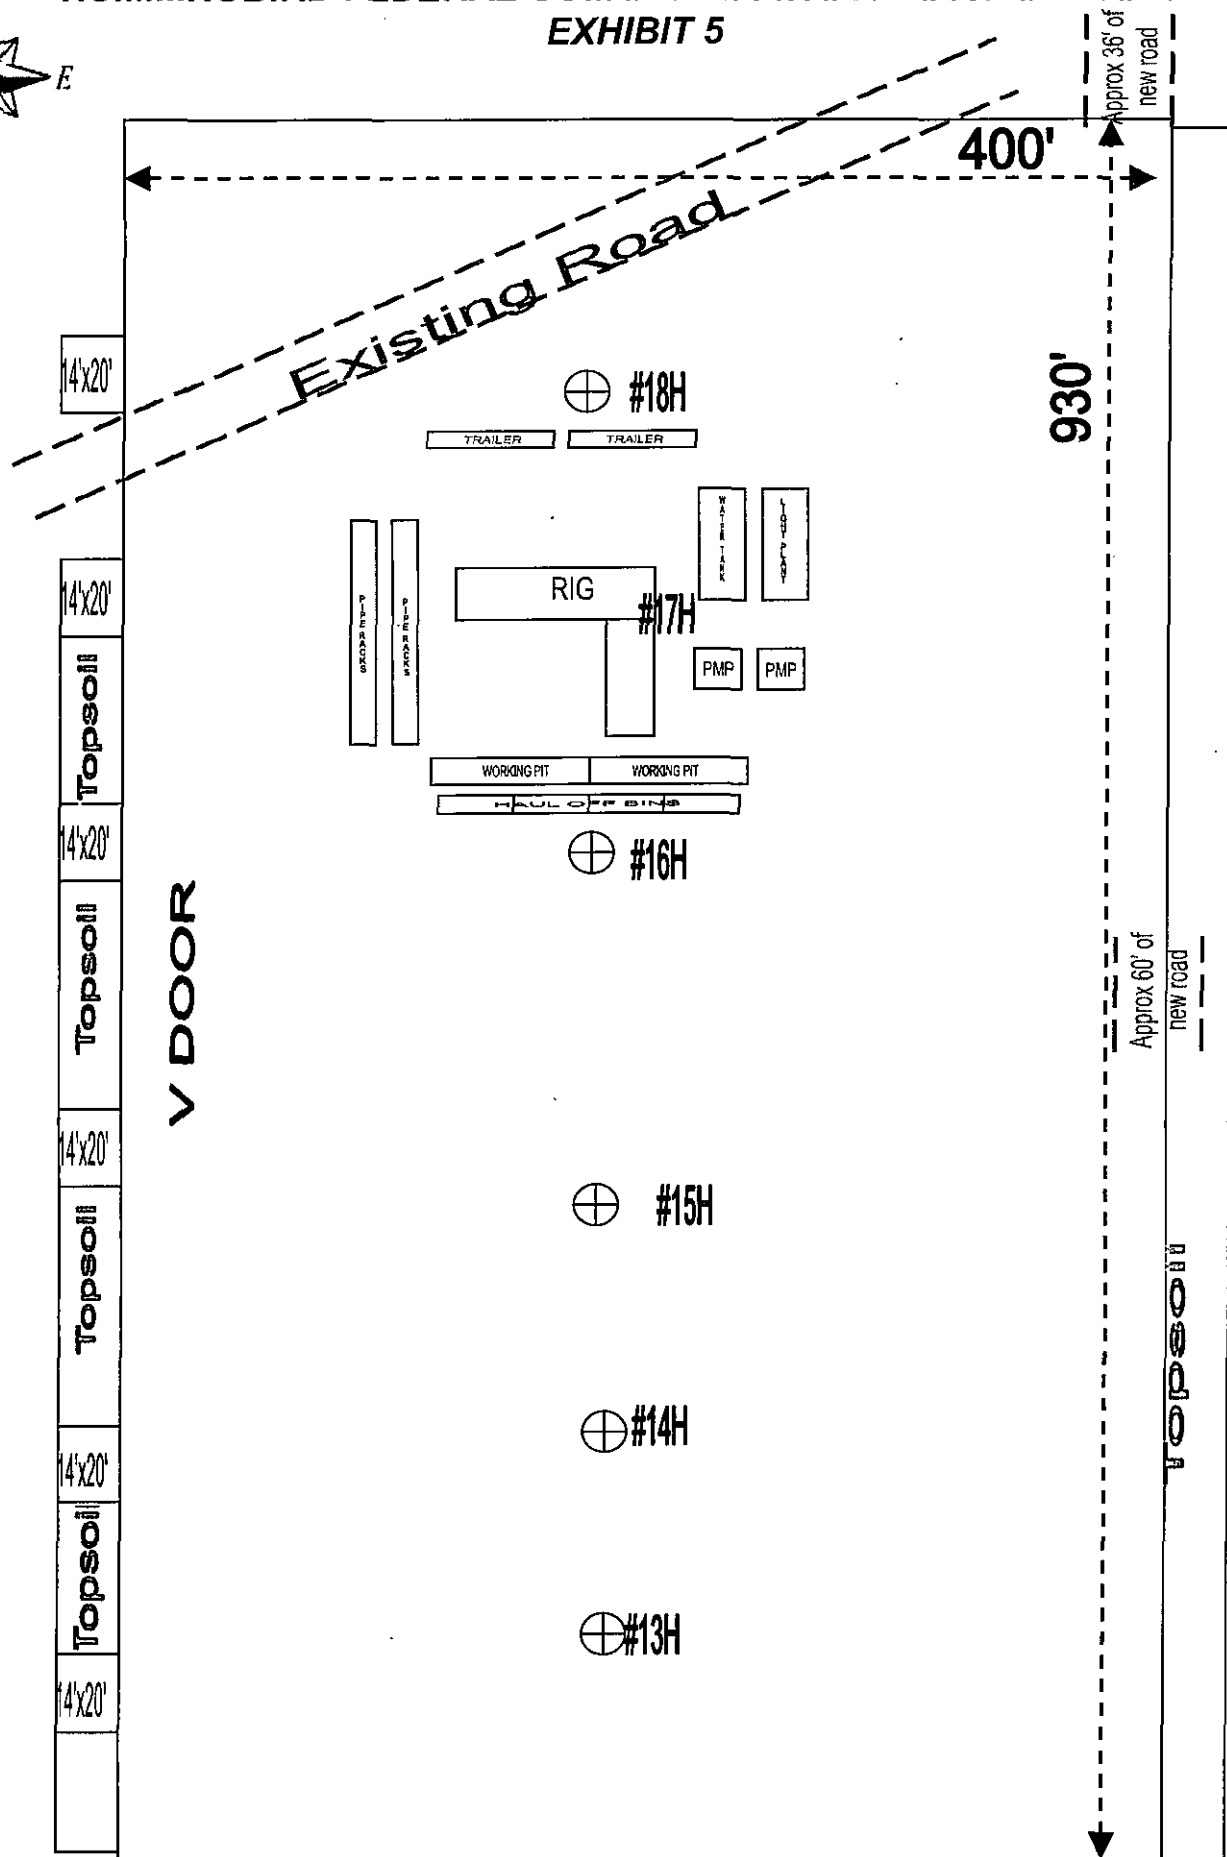 EXHIBIT 5
E
Approx 36' of
new road
400'
Existing Road
930'
14'x20'
#18H
TRAILER
TRAILER
WATER TANK
LIGHT PLANT
PIPE RACKS
PIPE RACKS
14'x20'
RIG
#17H
PMP
PMP
Topsoil
WORKING PIT
WORKING PIT
HAUL OFF BINS
14'x20'
#16H
V DOOR
Topsoil
Approx 60' of
new road
14'x20'
#15H
Topsoil
Topsoil
#14H
14'x20'
Topsoil
#13H
14'x20'